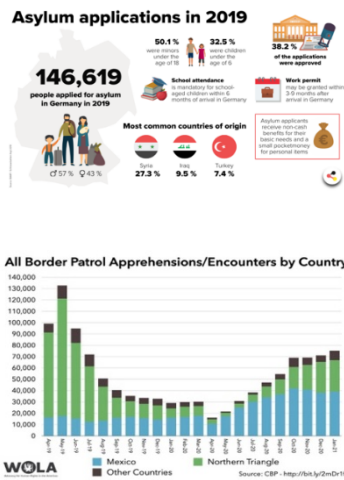 Asylum applications in 2019
146,619
people applied for asylum
in Germany in 2019
♂57 % ♀43 %
50.1 %
were minors
under the
age of 18
32.5 %
were children
under the
age of 6
38.2 %
of the applications
were approved
School attendance
is mandatory for school-
aged children within 6
months of arrival in Germany
Work permit
may be granted within
3-9 months after
arrival in Germany
Most common countries of origin
Syria
27.3 %
Iraq
9.5 %
Turkey
7.4 %
Asylum applicants
receive non-cash
benefits for their
basic needs and a
small pocketmoney
for personal items
All Border Patrol Apprehensions/Encounters by Country
140,000
130,000
120,000
110,000
100,000
90,000
80,000
70,000
60,000
50,000
40,000
30,000
20,000
10,000
0
Apr-19
May-19
Jun-19
Jul-19
Aug-19
Sep-19
Oct-19
Nov-19
Dec-19
Jan-20
Feb-20
Mar-20
Apr-20
May-20
Jun-20
Jul-20
Aug-20
Sep-20
Oct-20
Nov-20
Dec-20
Jan-21
Mexico
Northern Triangle
Other Countries
WOLA
Source: CBP - http://bit.ly/2mDr1